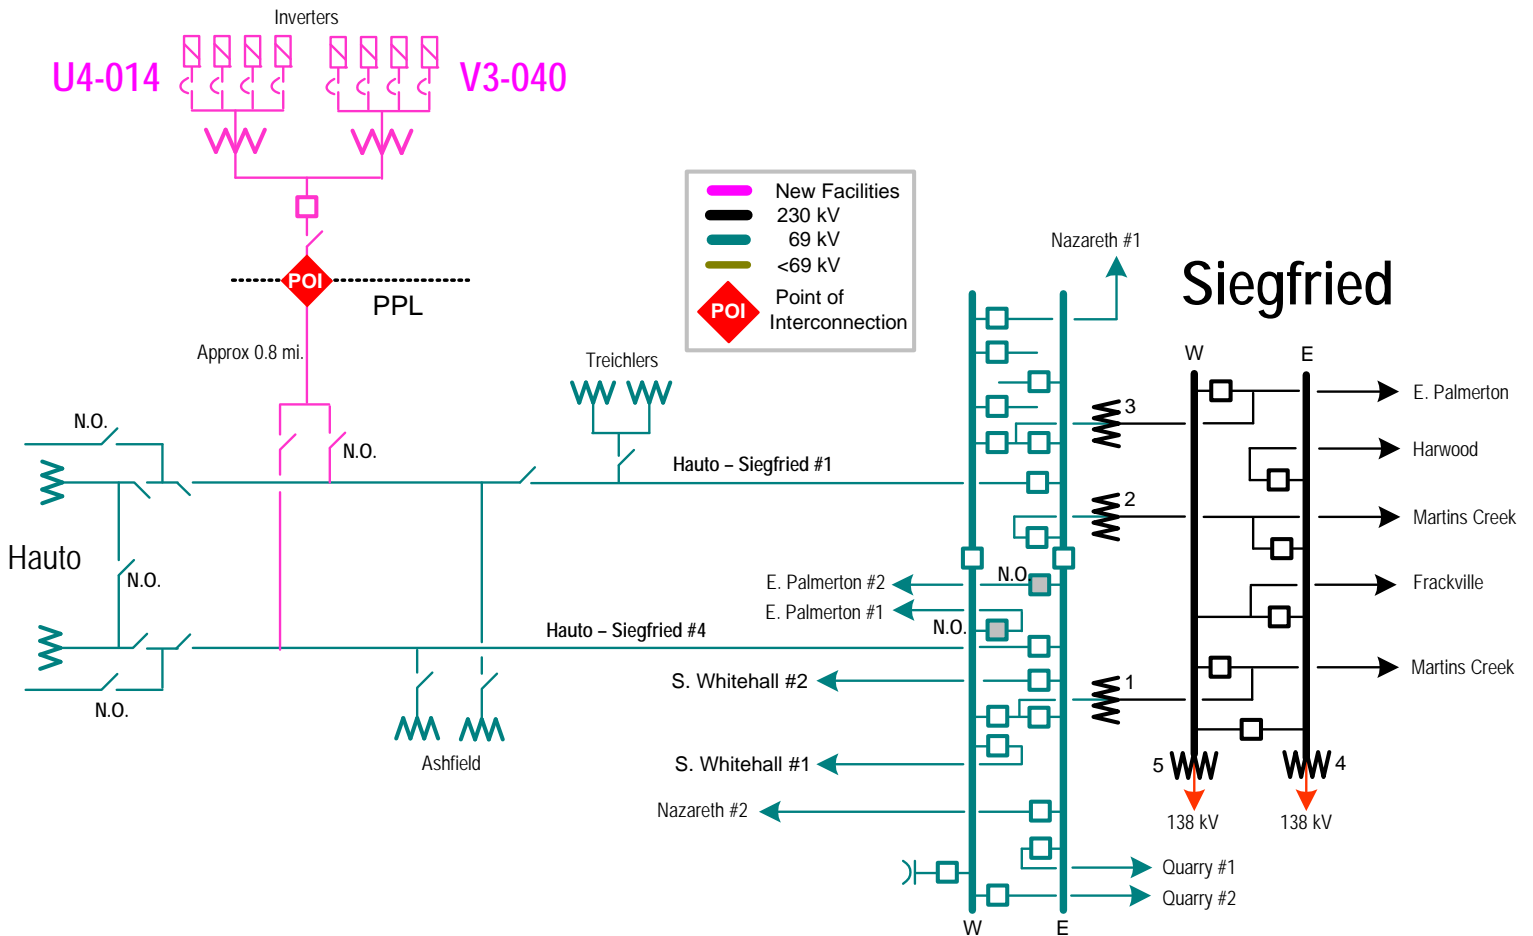 Inverters
U4-014
V3-040
New Facilities
230 kV
69 kV
<69 kV
POI
Point of
Interconnection
POI
PPL
Approx 0.8 mi.
Nazareth #1
Siegfried
W
E
Treichlers
3
E. Palmerton
N.O.
N.O.
Harwood
Hauto – Siegfried #1
2
Martins Creek
Hauto
N.O.
E. Palmerton #2
N.O.
Frackville
E. Palmerton #1
N.O.
Hauto – Siegfried #4
Martins Creek
S. Whitehall #2
1
N.O.
Ashfield
S. Whitehall #1
5
4
Nazareth #2
138 kV
138 kV
Quarry #1
Quarry #2
W
E